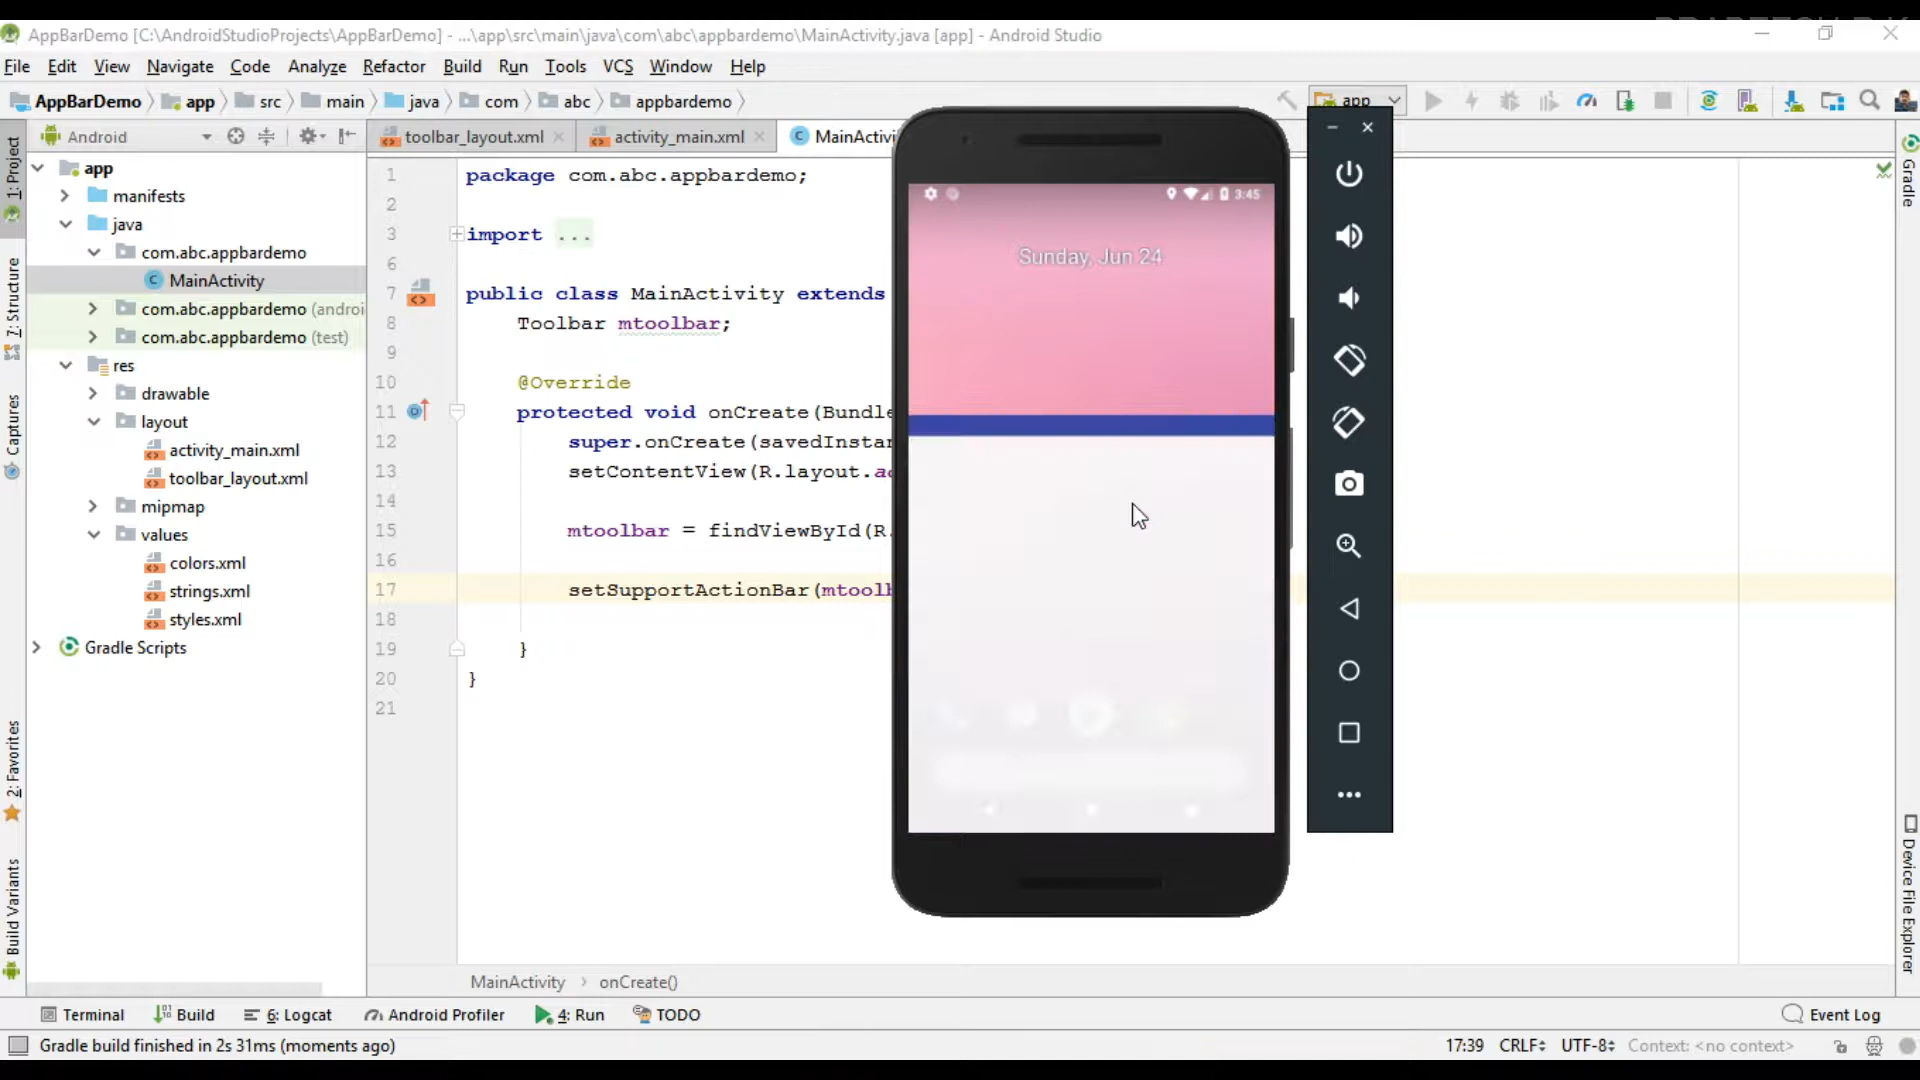 AppBarDemo [C:\AndroidStudioProjects\AppBarDemo] - ...\app\src\main\java\com\abc\appbardemo\MainActivity.java [app] - Android Studio
File Edit View Navigate Code Analyze Refactor Build Run Tools VCS Window Help
AppBarDemo app src main java com abc appbardemo app
Android toolbar_layout.xml activity_main.xml MainActivi
1: Project
7: Structure
Captures
2: Favorites
Build Variants
app
manifests
java
com.abc.appbardemo
MainActivity
com.abc.appbardemo (androi
com.abc.appbardemo (test)
res
drawable
layout
activity_main.xml
toolbar_layout.xml
mipmap
values
colors.xml
strings.xml
styles.xml
Gradle Scripts
1 package com.abc.appbardemo;
2
3 import ...
6
7 public class MainActivity extends
8 Toolbar mtoolbar;
9
10 @Override
11 protected void onCreate(Bundle
12 super.onCreate(savedInstan
13 setContentView(R.layout.ac
14
15 mtoolbar = findViewById(R.
16
17 setSupportActionBar(mtoolb
18
19 }
20 }
21
3:45
Sunday, Jun 24
Gradle
Device File Explorer
MainActivity onCreate()
Terminal Build 6: Logcat Android Profiler 4: Run TODO Event Log
Gradle build finished in 2s 31ms (moments ago) 17:39 CRLF UTF-8 Context: <no context>